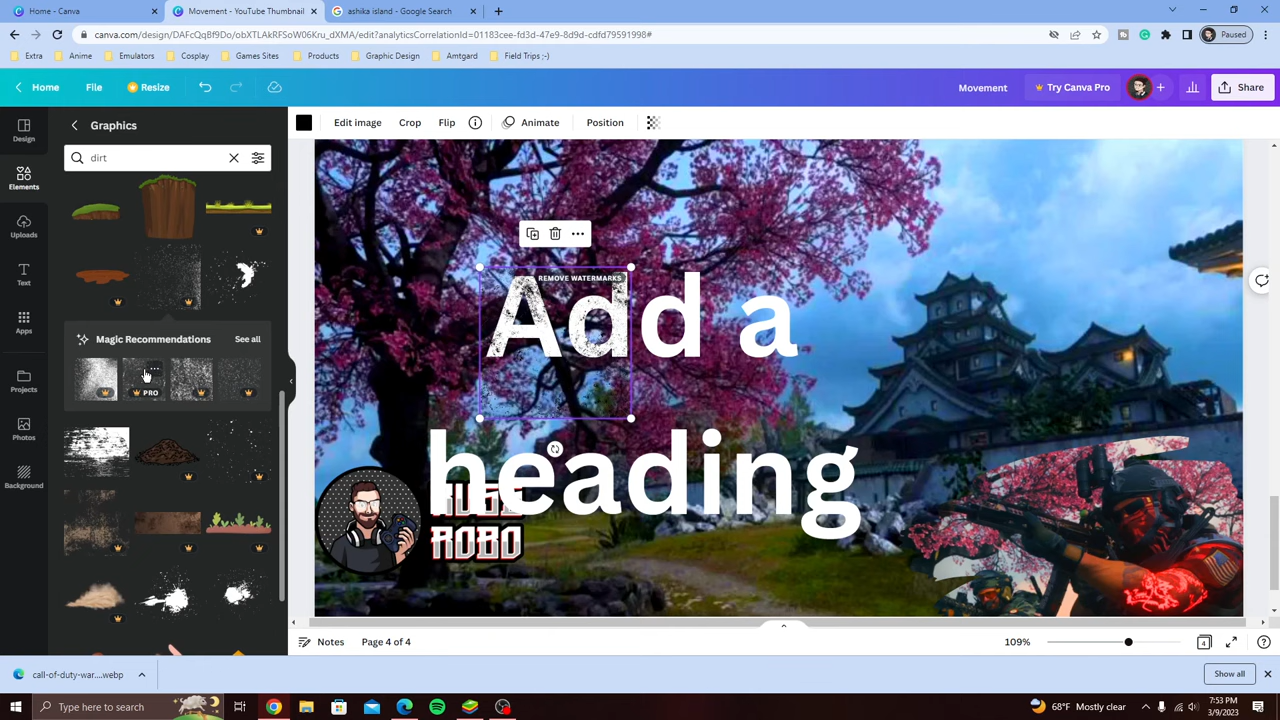 Home - Canva
Movement - YouTube Thumbnail
ashika island - Google Search
canva.com/design/DAFcQqBf9Do/obXTLAkRFSoW06Kru_dXMA/edit?analyticsCorrelationId=01183cee-fd3d-47e9-8d9d-cdfd79591998#
Paused
Extra
Anime
Emulators
Cosplay
Games Sites
Products
Graphic Design
Amtgard
Field Trips ;-)
Home
File
Resize
Movement
Try Canva Pro
Share
Design
Elements
Uploads
Text
Apps
Projects
Photos
Background
Graphics
dirt
Magic Recommendations
See all
PRO
Edit image
Crop
Flip
Animate
Position
REMOVE WATERMARKS
Add a
heading
ROBO
Notes
Page 4 of 4
109%
4
call-of-duty-war....webp
Show all
Type here to search
68°F Mostly clear
7:53 PM
3/9/2023